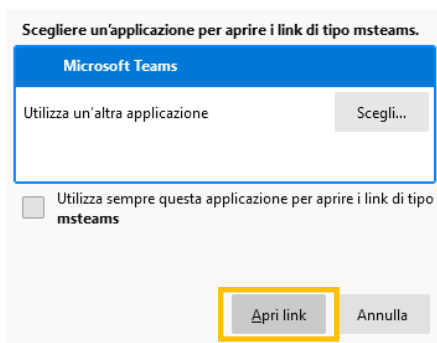 Scegliere un'applicazione per aprire i link di tipo msteams.
Microsoft Teams
Utilizza un'altra applicazione
Scegli...
Utilizza sempre questa applicazione per aprire i link di tipo
msteams
Apri link
Annulla